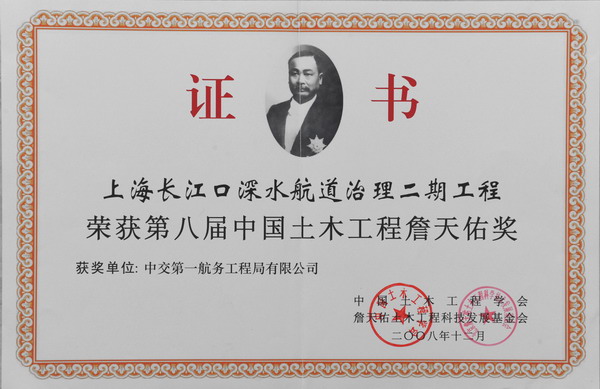 证书
上海长江口深水航道治理二期工程
荣获第八届中国土木工程詹天佑奖
获奖单位: 中交第一航务工程局有限公司
中国土木工程学会
詹天佑土木工程科技发展基金会
二〇〇八年十二月